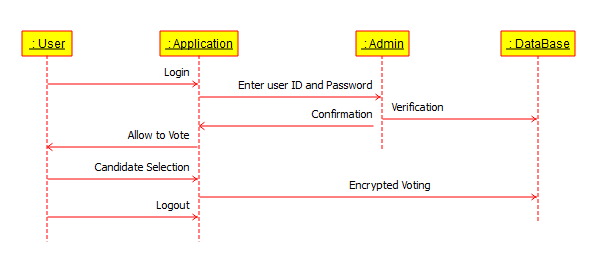 : User
: Application
: Admin
: DataBase
Login
Enter user ID and Password
Verification
Confirmation
Allow to Vote
Candidate Selection
Encrypted Voting
Logout